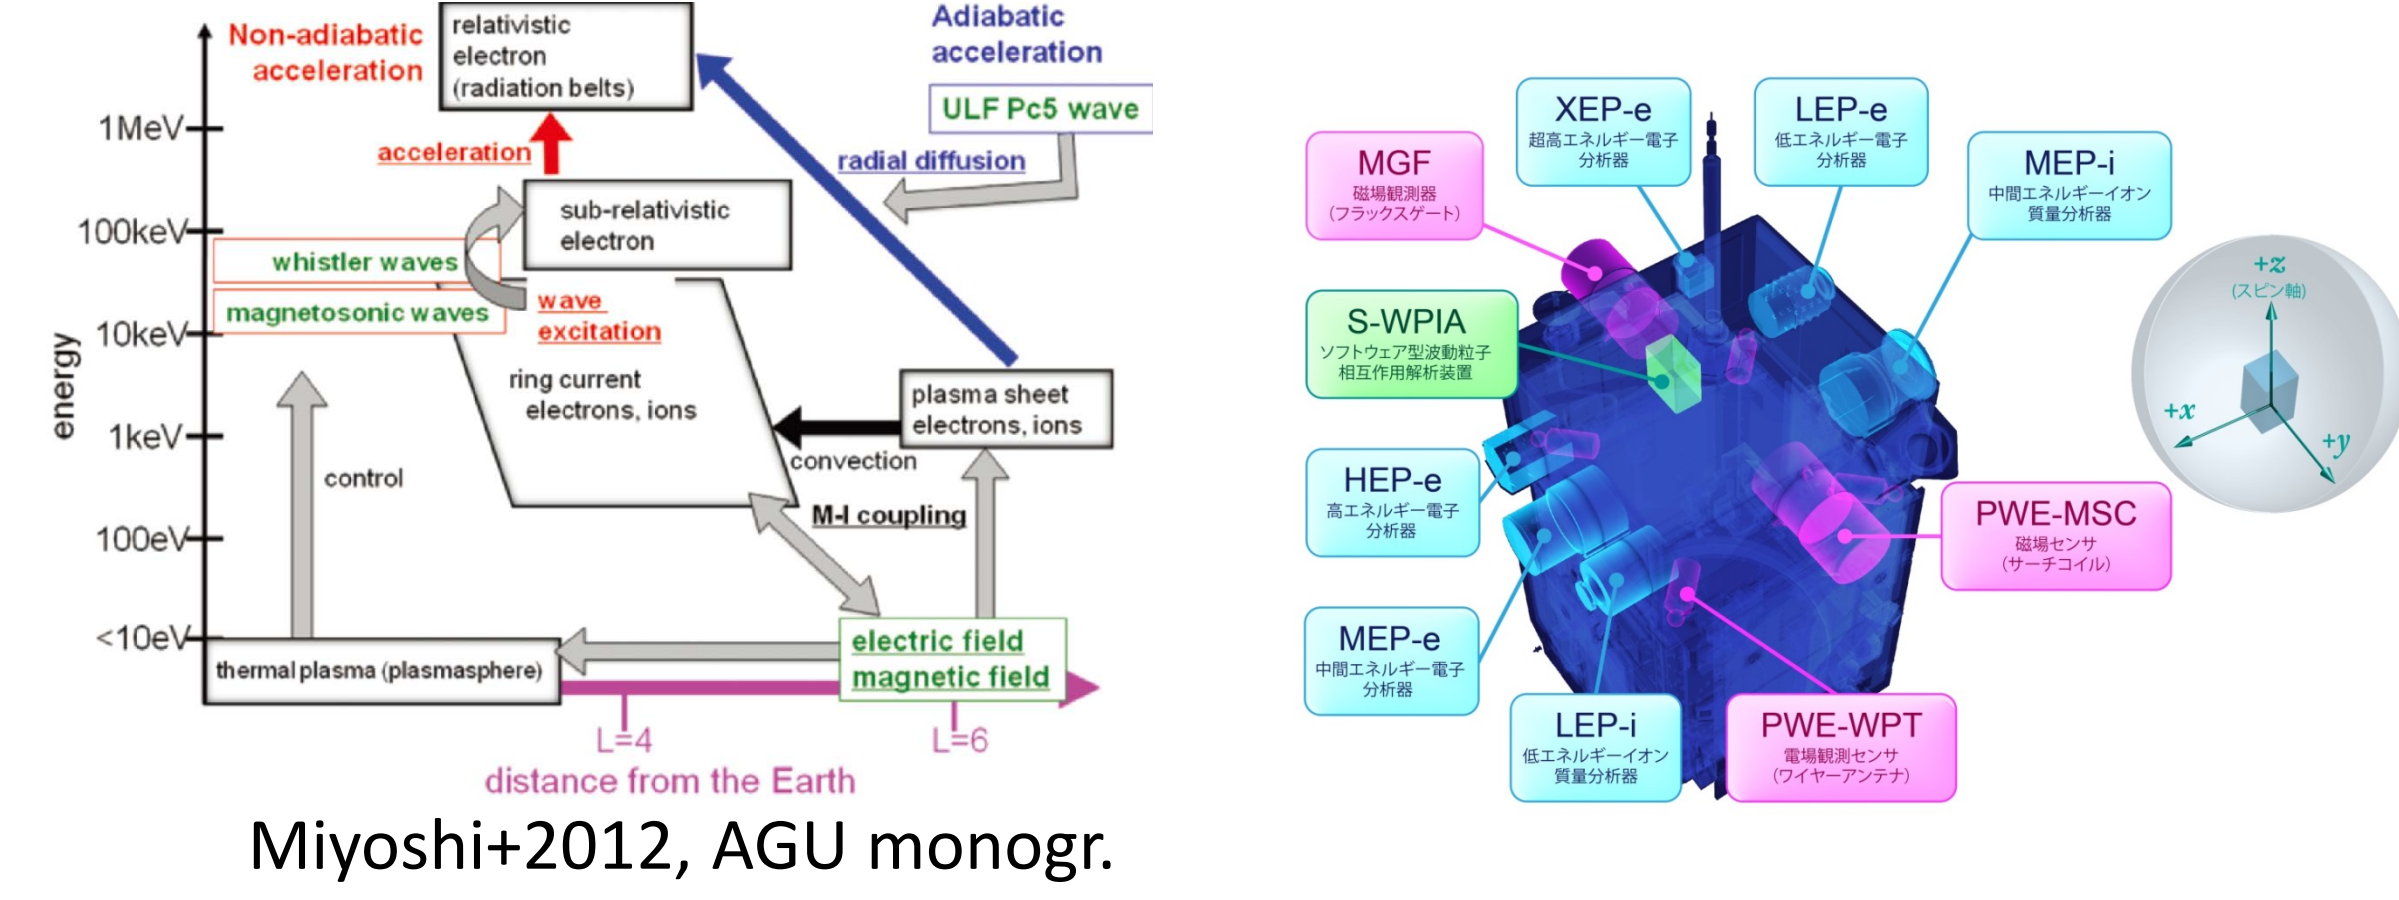 Non-adiabatic
acceleration
relativistic
electron
(radiation belts)
Adiabatic
acceleration
ULF Pc5 wave
1MeV
acceleration
radial diffusion
sub-relativistic
electron
100keV
whistler waves
magnetosonic waves
wave
excitation
10keV
energy
ring current
electrons, ions
plasma sheet
electrons, ions
1keV
convection
control
M-I coupling
100eV
<10eV
electric field
magnetic field
thermal plasma (plasmasphere)
L=4
L=6
distance from the Earth
Miyoshi+2012, AGU monogr.
XEP-e
超高エネルギー電子
分析器
LEP-e
低エネルギー電子
分析器
MGF
磁場観測器
(フラックスゲート)
MEP-i
中間エネルギーイオン
質量分析器
S-WPIA
ソフトウェア型波動粒子
相互作用解析装置
+z
(スピン軸)
+x
+y
HEP-e
高エネルギー電子
分析器
PWE-MSC
磁場センサ
(サーチコイル)
MEP-e
中間エネルギー電子
分析器
LEP-i
低エネルギーイオン
質量分析器
PWE-WPT
電場観測センサ
(ワイヤーアンテナ)